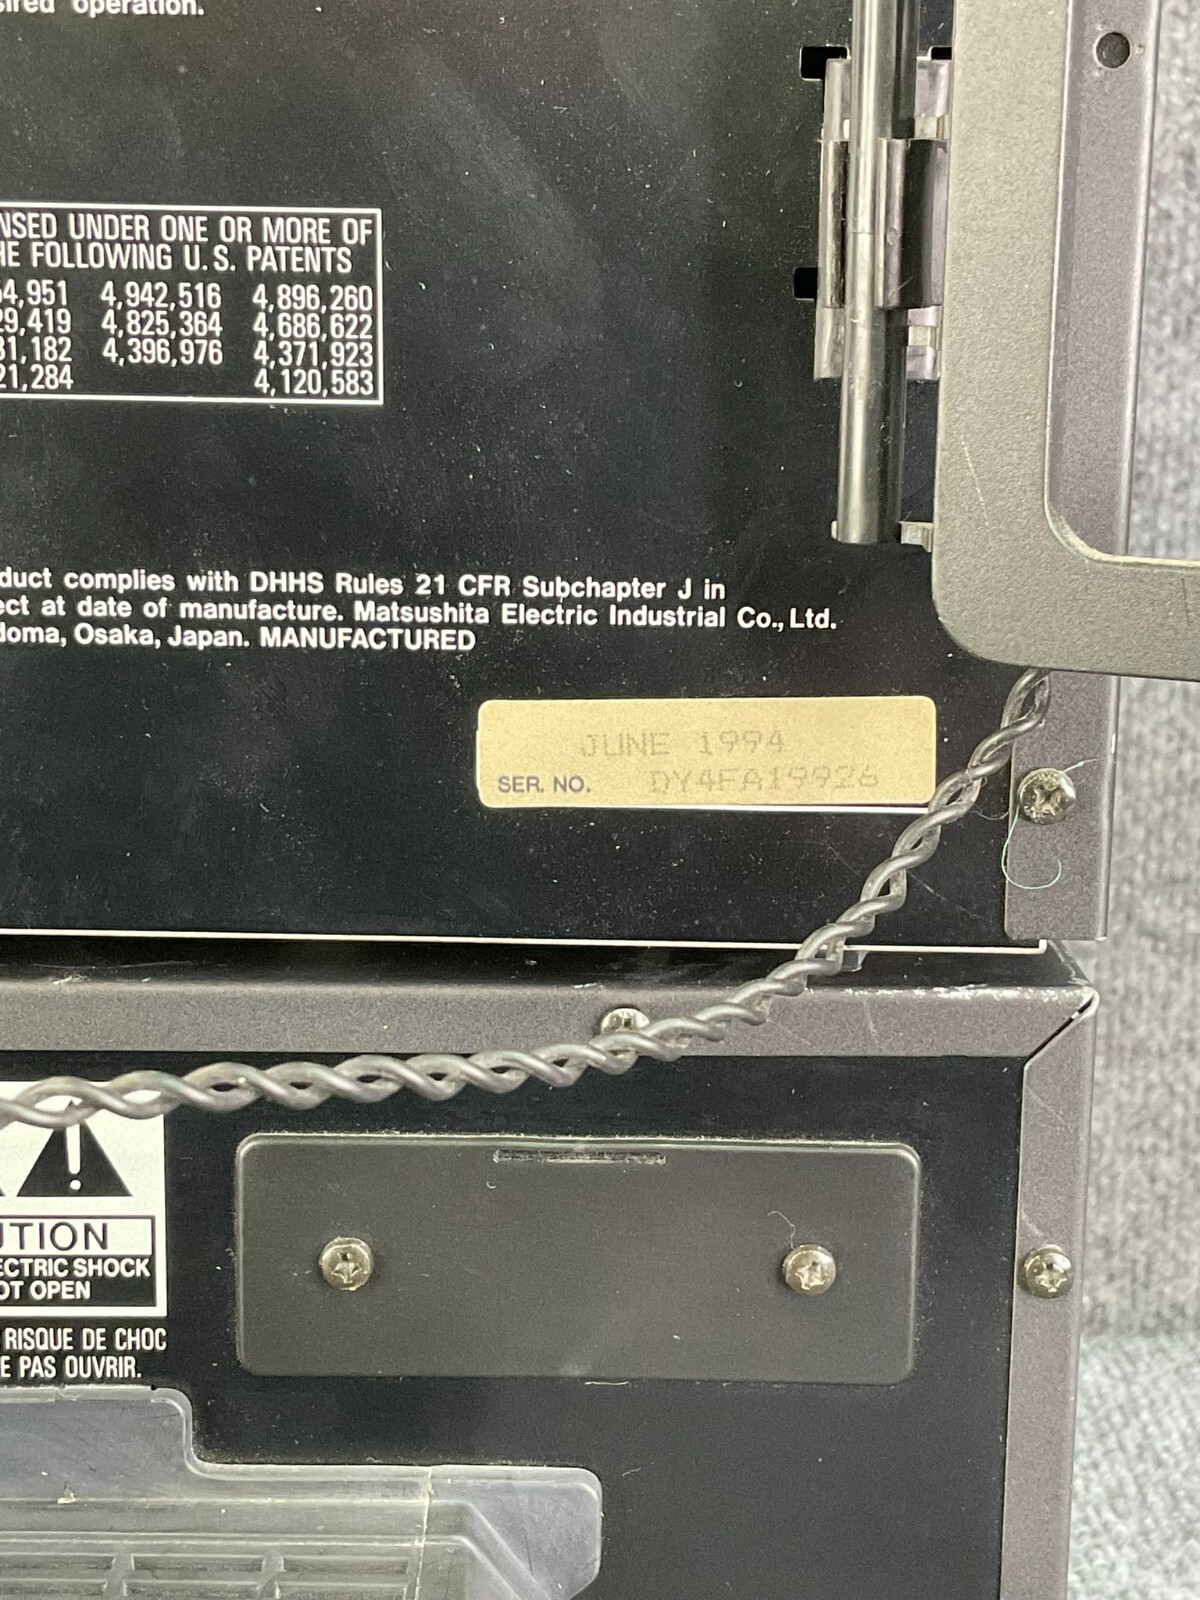 sired operation.
NSED UNDER ONE OR MORE OF
HE FOLLOWING U.S. PATENTS
4,951 4,942,516 4,896,260
29,419 4,825,364 4,686,622
31,182 4,396,976 4,371,923
21,284 4,120,583
duct complies with DHHS Rules 21 CFR Subchapter J in
ect at date of manufacture. Matsushita Electric Industrial Co., Ltd.
doma, Osaka, Japan. MANUFACTURED
JUNE 1994
SER. NO. DY4FA19926
UTION
ECTRIC SHOCK
OT OPEN
RISQUE DE CHOC
E PAS OUVRIR.